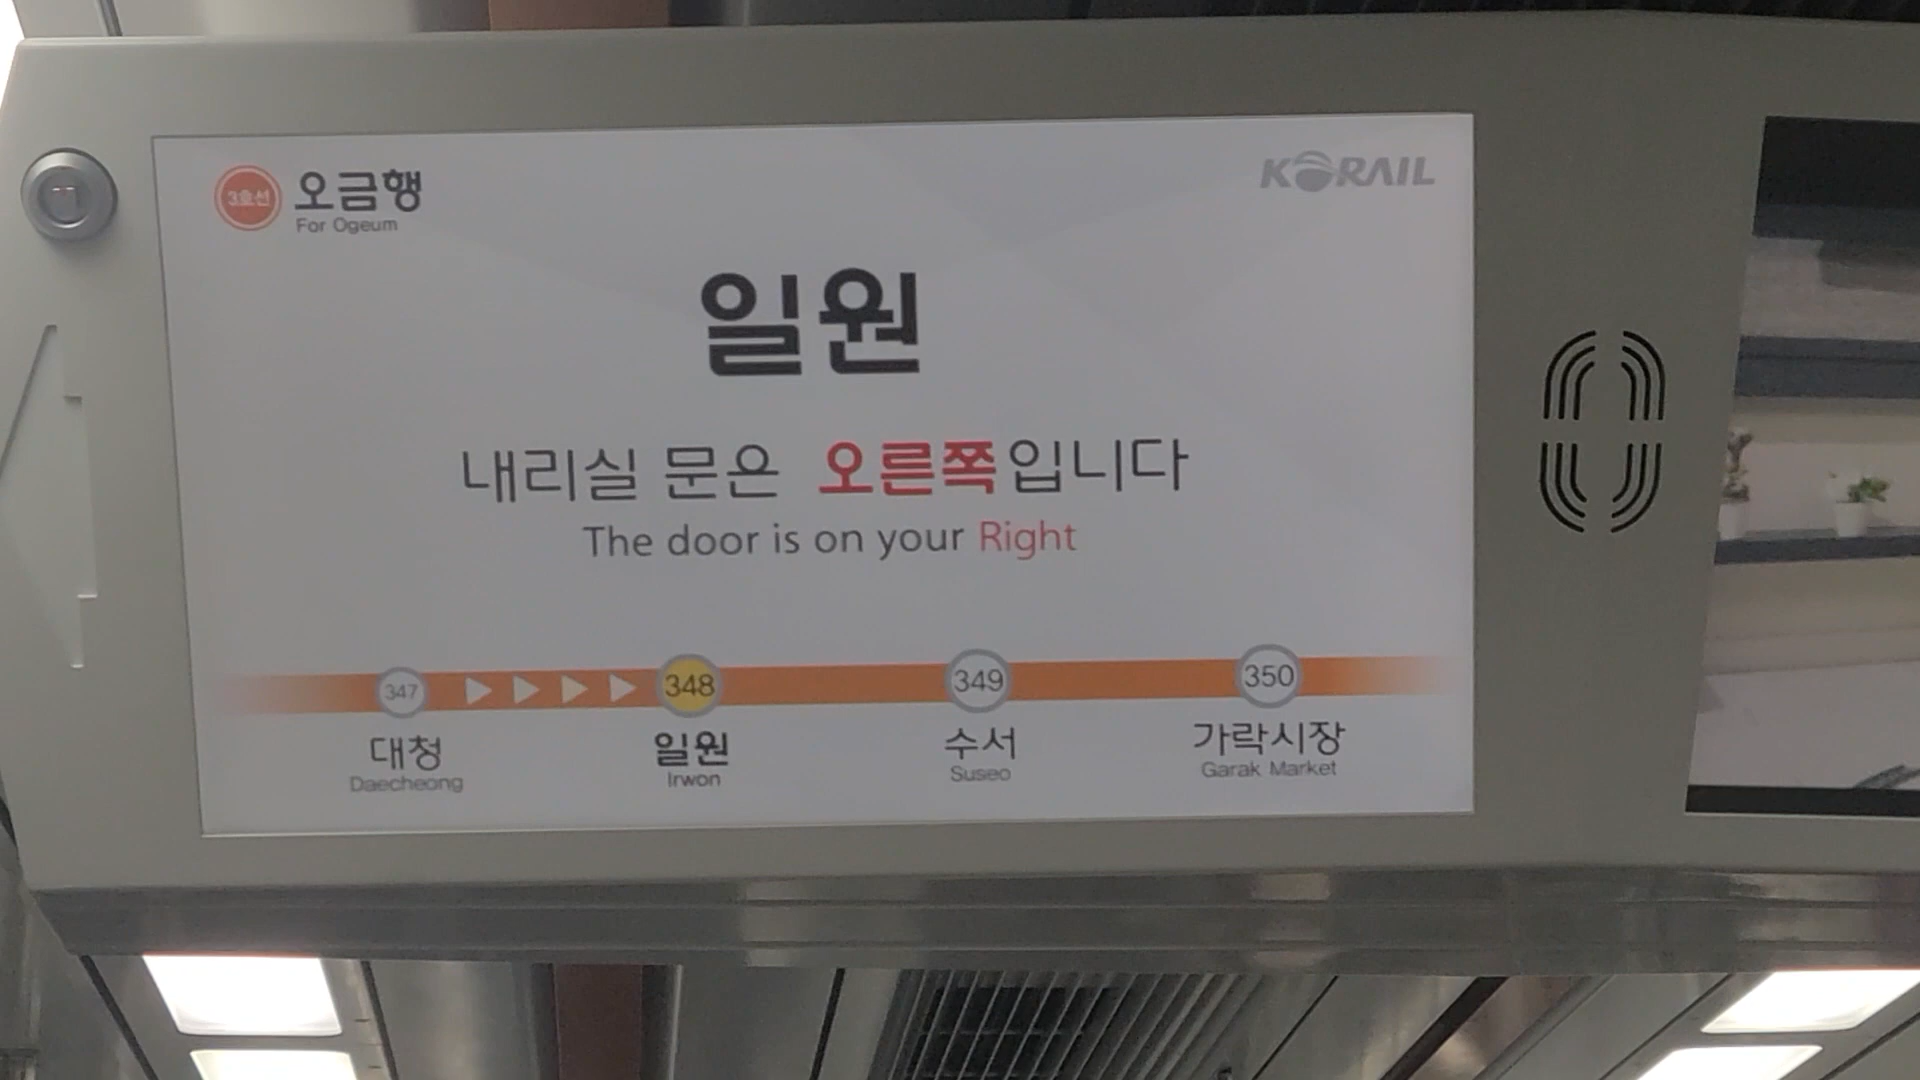 3호선 오금행
For Ogeum
KORAIL
일원
내리실 문은 오른쪽입니다
The door is on your Right
347 348 349 350
대청 일원 수서 가락시장
Daecheong Irwon Suseo Garak Market